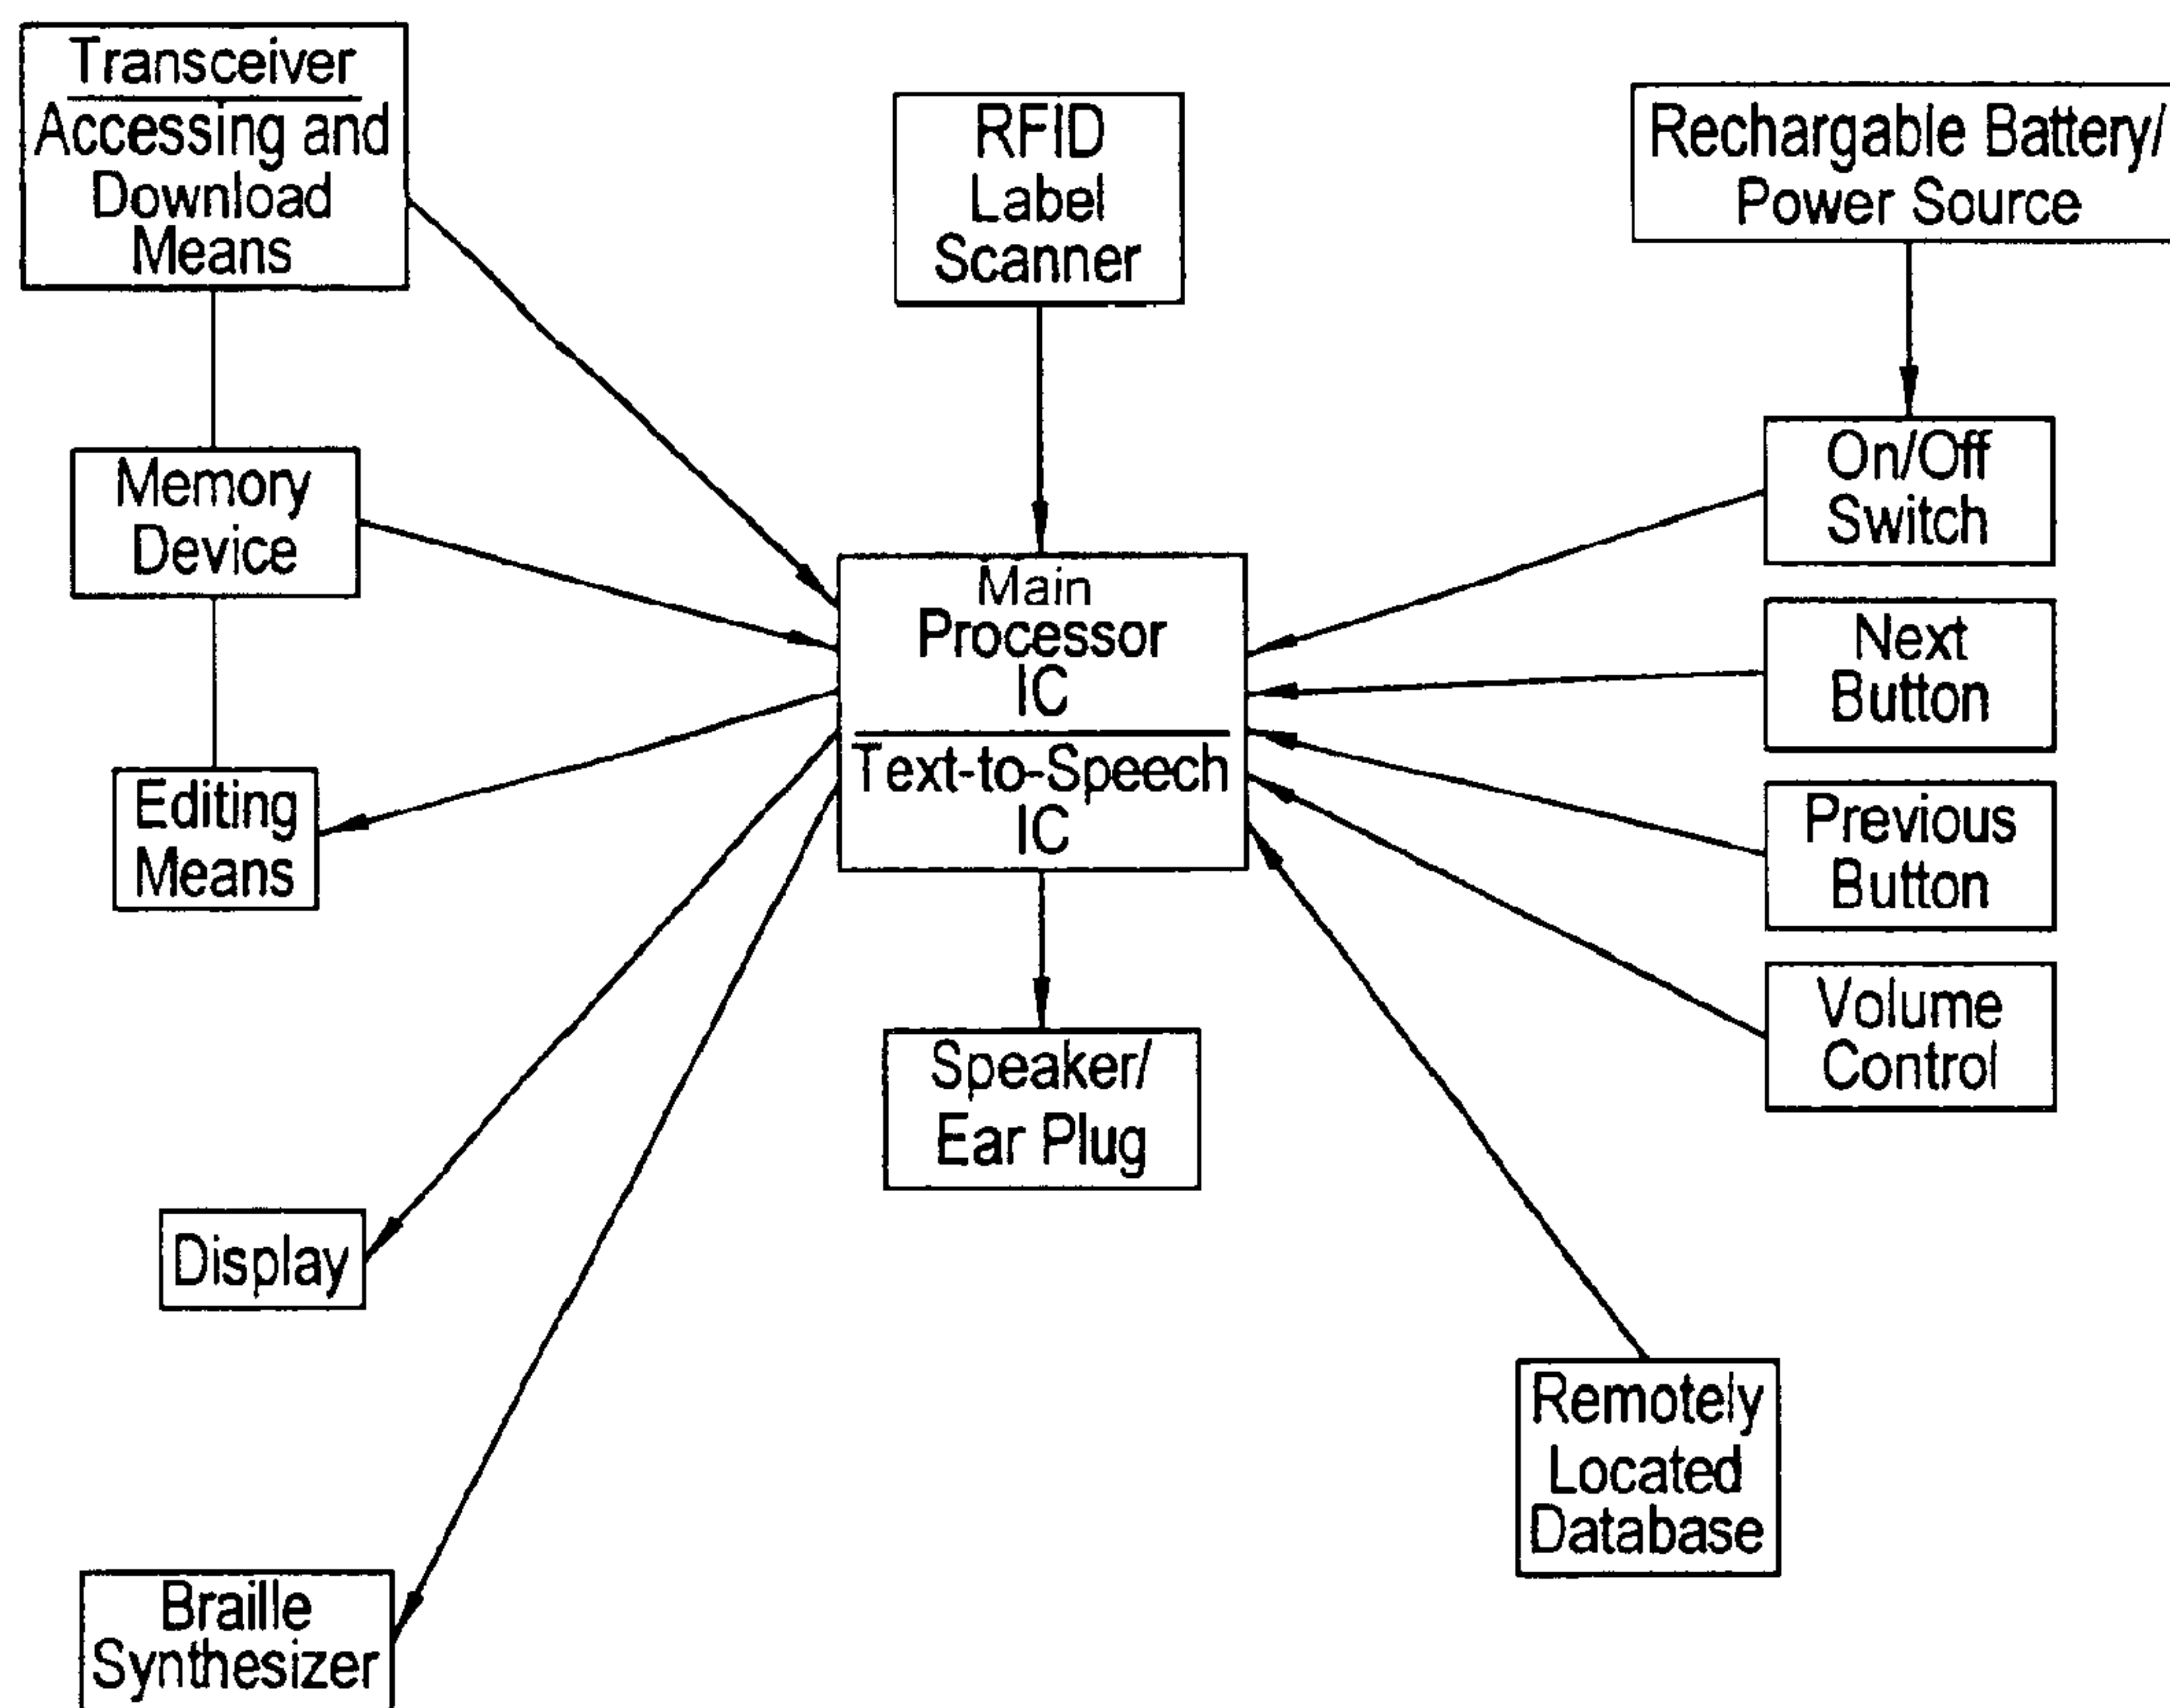 Transceiver
Accessing and
Download
Means
RFID
Label
Scanner
Rechargable Battery/
Power Source
Memory
Device
On/Off
Switch
Main
Processor
IC
Text-to-Speech
IC
Next
Button
Editing
Means
Previous
Button
Volume
Control
Speaker/
Ear Plug
Display
Remotely
Located
Database
Braille
Synthesizer